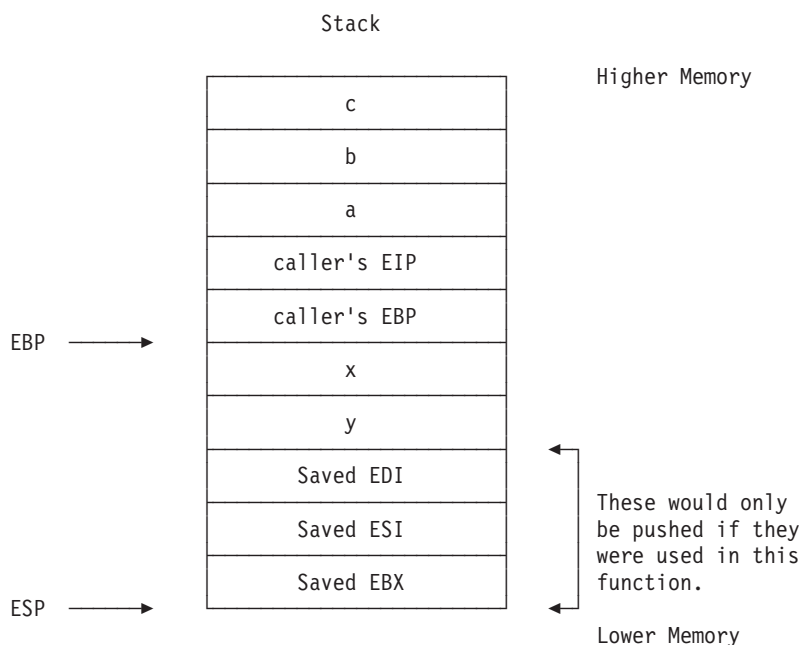 Stack
Higher Memory
c
b
a
caller's EIP
caller's EBP
EBP
x
y
Saved EDI
These would only
be pushed if they
were used in this
function.
Saved ESI
Saved EBX
ESP
Lower Memory